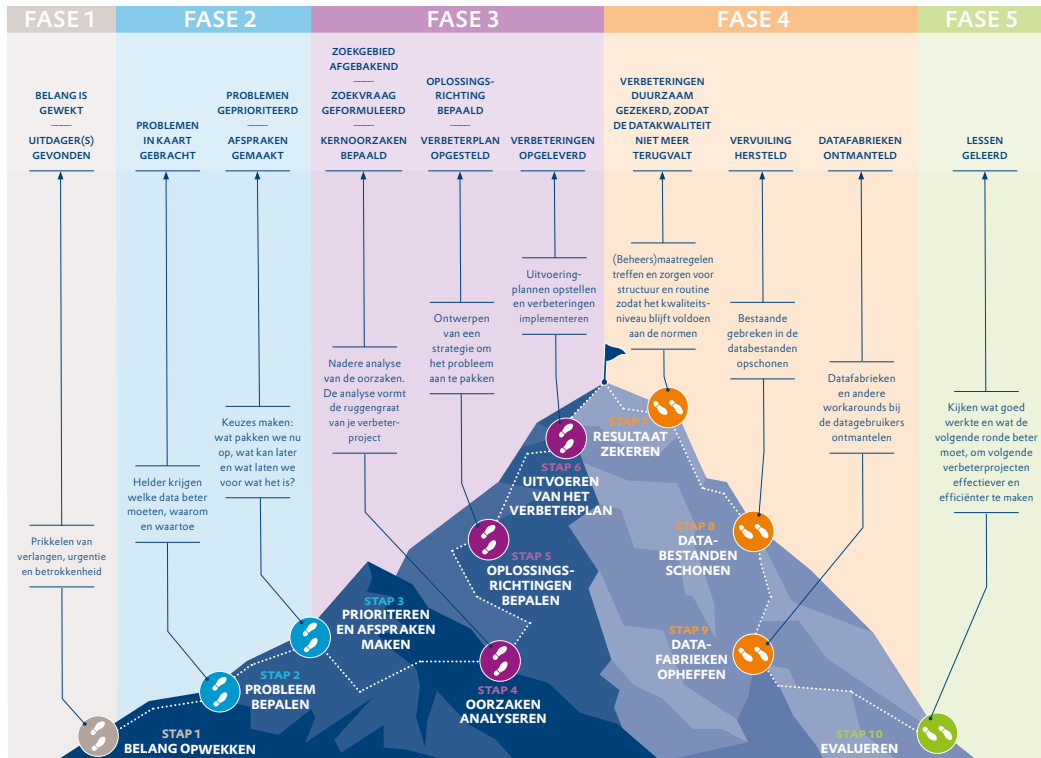 FASE 1
FASE 2
FASE 3
FASE 4
FASE 5
BELANG IS
GEWEKT
UITDAGER(S)
GEVONDEN
PROBLEMEN
IN KAART
GEBRACHT
PROBLEMEN
GEPRIORITEERD
AFSPRAKEN
GEMAAKT
ZOEKGEBIED
AFGEBAKEND
ZOEKVRAAG
GEFORMULEERD
KERNOORZAKEN
BEPAALD
OPLOSSINGS-
RICHTING
BEPAALD
VERBETERPLAN
OPGESTELD
VERBETERINGEN
OPGELEVERD
VERBETERINGEN
DUURZAAM
GEZEKERD, ZODAT
DE DATAKWALITEIT
NIET MEER
TERUGVALT
VERVUILING
HERSTELD
DATAFABRIEKEN
ONTMANTELD
LESSEN
GELEERD
Prikkelen van
verlangen, urgentie
en betrokkenheid
Helder krijgen
welke data beter
moeten, waarom
en waartoe
Keuzes maken:
wat pakken we nu
op, wat kan later
en wat laten we
voor wat het is?
Nadere analyse
van de oorzaken.
De analyse vormt
de ruggengraat
van je verbeter-
project
Ontwerpen
van een
strategie om
het probleem
aan te pakken
Uitvoering-
plannen opstellen
en verbeteringen
implementeren
(Beheers)maatregelen
treffen en zorgen voor
structuur en routine
zodat het kwaliteits-
niveau blijft voldoen
aan de normen
Bestaande
gebreken in de
databestanden
opschonen
Datafabrieken
en andere
workarounds bij
de datagebruikers
ontmantelen
Kijken wat goed
werkte en wat de
volgende ronde beter
moet, om volgende
verbeterprojecten
effectiever en
efficiënter te maken
STAP 1
BELANG OPWEKKEN
STAP 2
PROBLEEM
BEPALEN
STAP 3
PRIORITEREN
EN AFSPRAKEN
MAKEN
STAP 4
OORZAKEN
ANALYSEREN
STAP 5
OPLOSSINGS-
RICHTINGEN
BEPALEN
STAP 6
UITVOEREN
VAN HET
VERBETERPLAN
STAP 7
RESULTAAT
ZEKEREN
STAP 8
DATA-
BESTANDEN
SCHONEN
STAP 9
DATA-
FABRIEKEN
OPHEFFEN
STAP 10
EVALUEREN